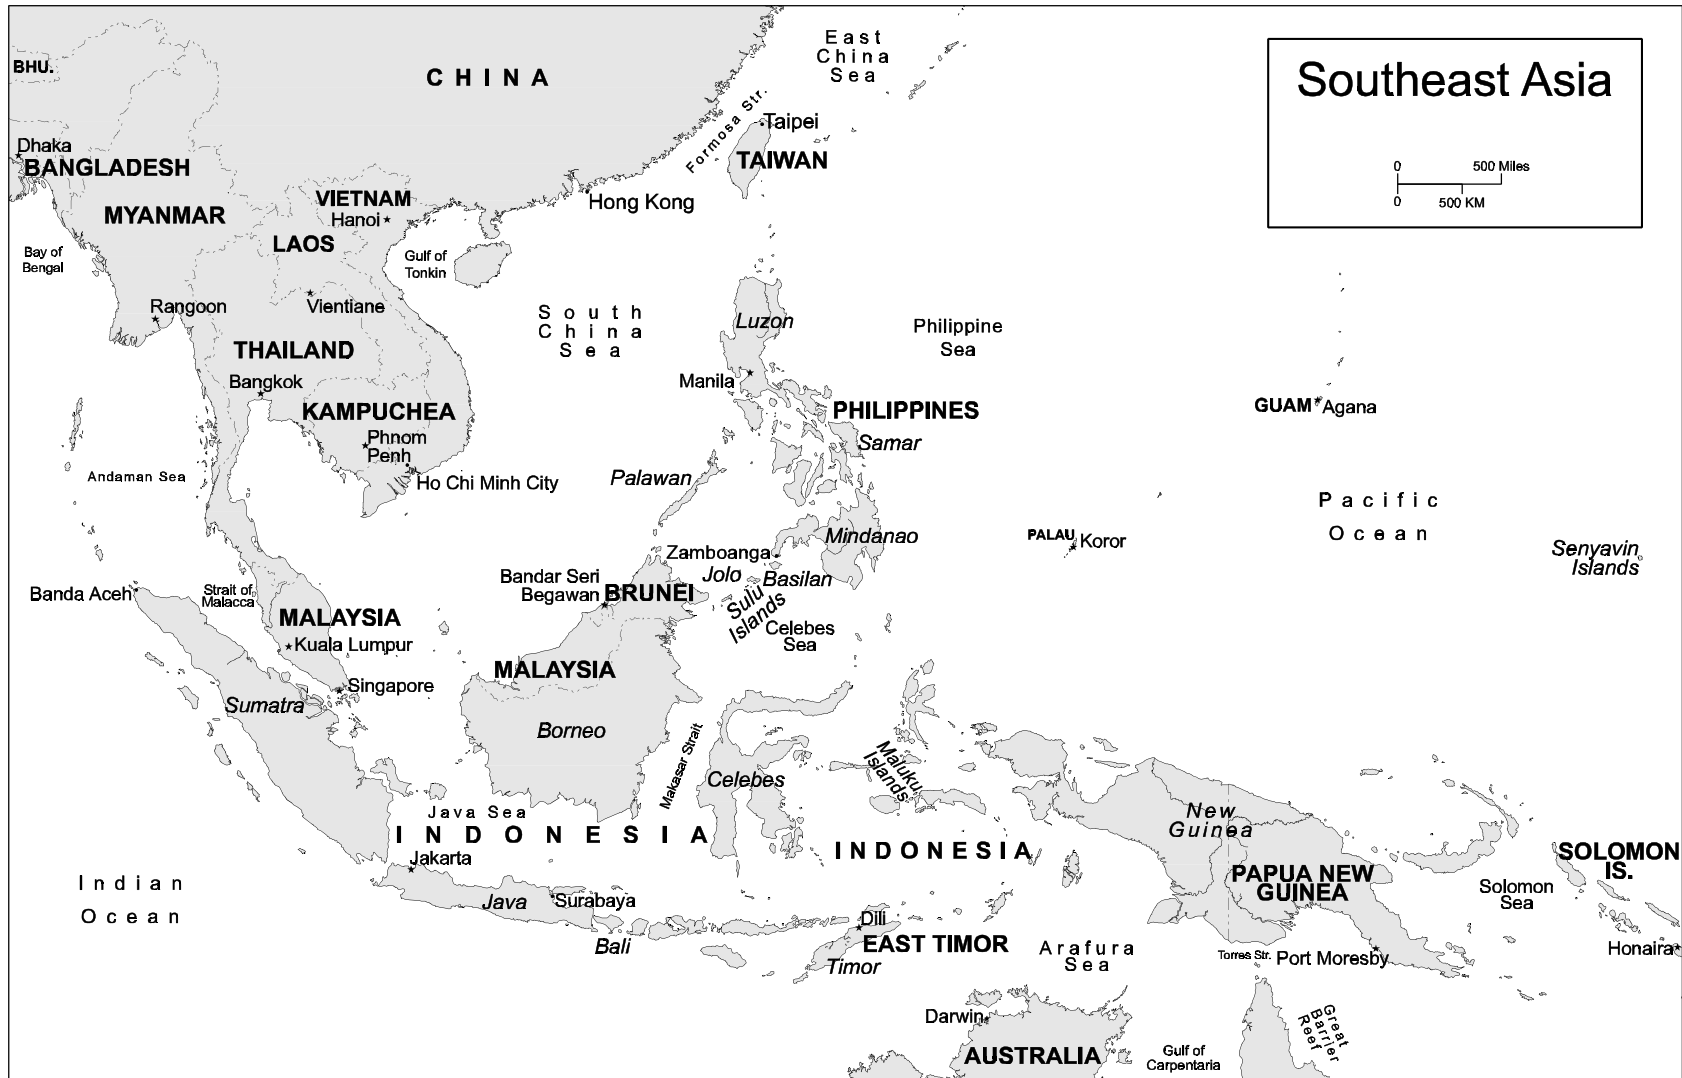 Southeast Asia
0
500 Miles
0
500 KM
East
China
Sea
BHU.
CHINA
Formosa Str.
Taipei
TAIWAN
Dhaka
BANGLADESH
MYANMAR
VIETNAM
Hanoi
LAOS
Hong Kong
Bay of
Bengal
Gulf of
Tonkin
Rangoon
Vientiane
South
China
Sea
Luzon
Philippine
Sea
THAILAND
Bangkok
Manila
KAMPUCHEA
PHILIPPINES
GUAM
Agana
Phnom
Penh
Samar
Andaman Sea
Ho Chi Minh City
Palawan
Pacific
Ocean
Mindanao
PALAU
Koror
Zamboanga
Senyavin
Islands
Jolo
Basilan
Bandar Seri
Begawan
BRUNEI
Banda Aceh
Strait of
Malacca
Sulu
Islands
MALAYSIA
Celebes
Sea
Kuala Lumpur
MALAYSIA
Singapore
Sumatra
Borneo
Makasar Strait
Celebes
Maluku
Islands
Java Sea
INDONESIA
New
Guinea
INDONESIA
Jakarta
PAPUA NEW
GUINEA
SOLOMON
IS.
Indian
Ocean
Java
Surabaya
Solomon
Sea
Dili
EAST TIMOR
Bali
Timor
Arafura
Sea
Torres Str.
Port Moresby
Honaira
Darwin
Great
Barrier
Reef
AUSTRALIA
Gulf of
Carpentaria